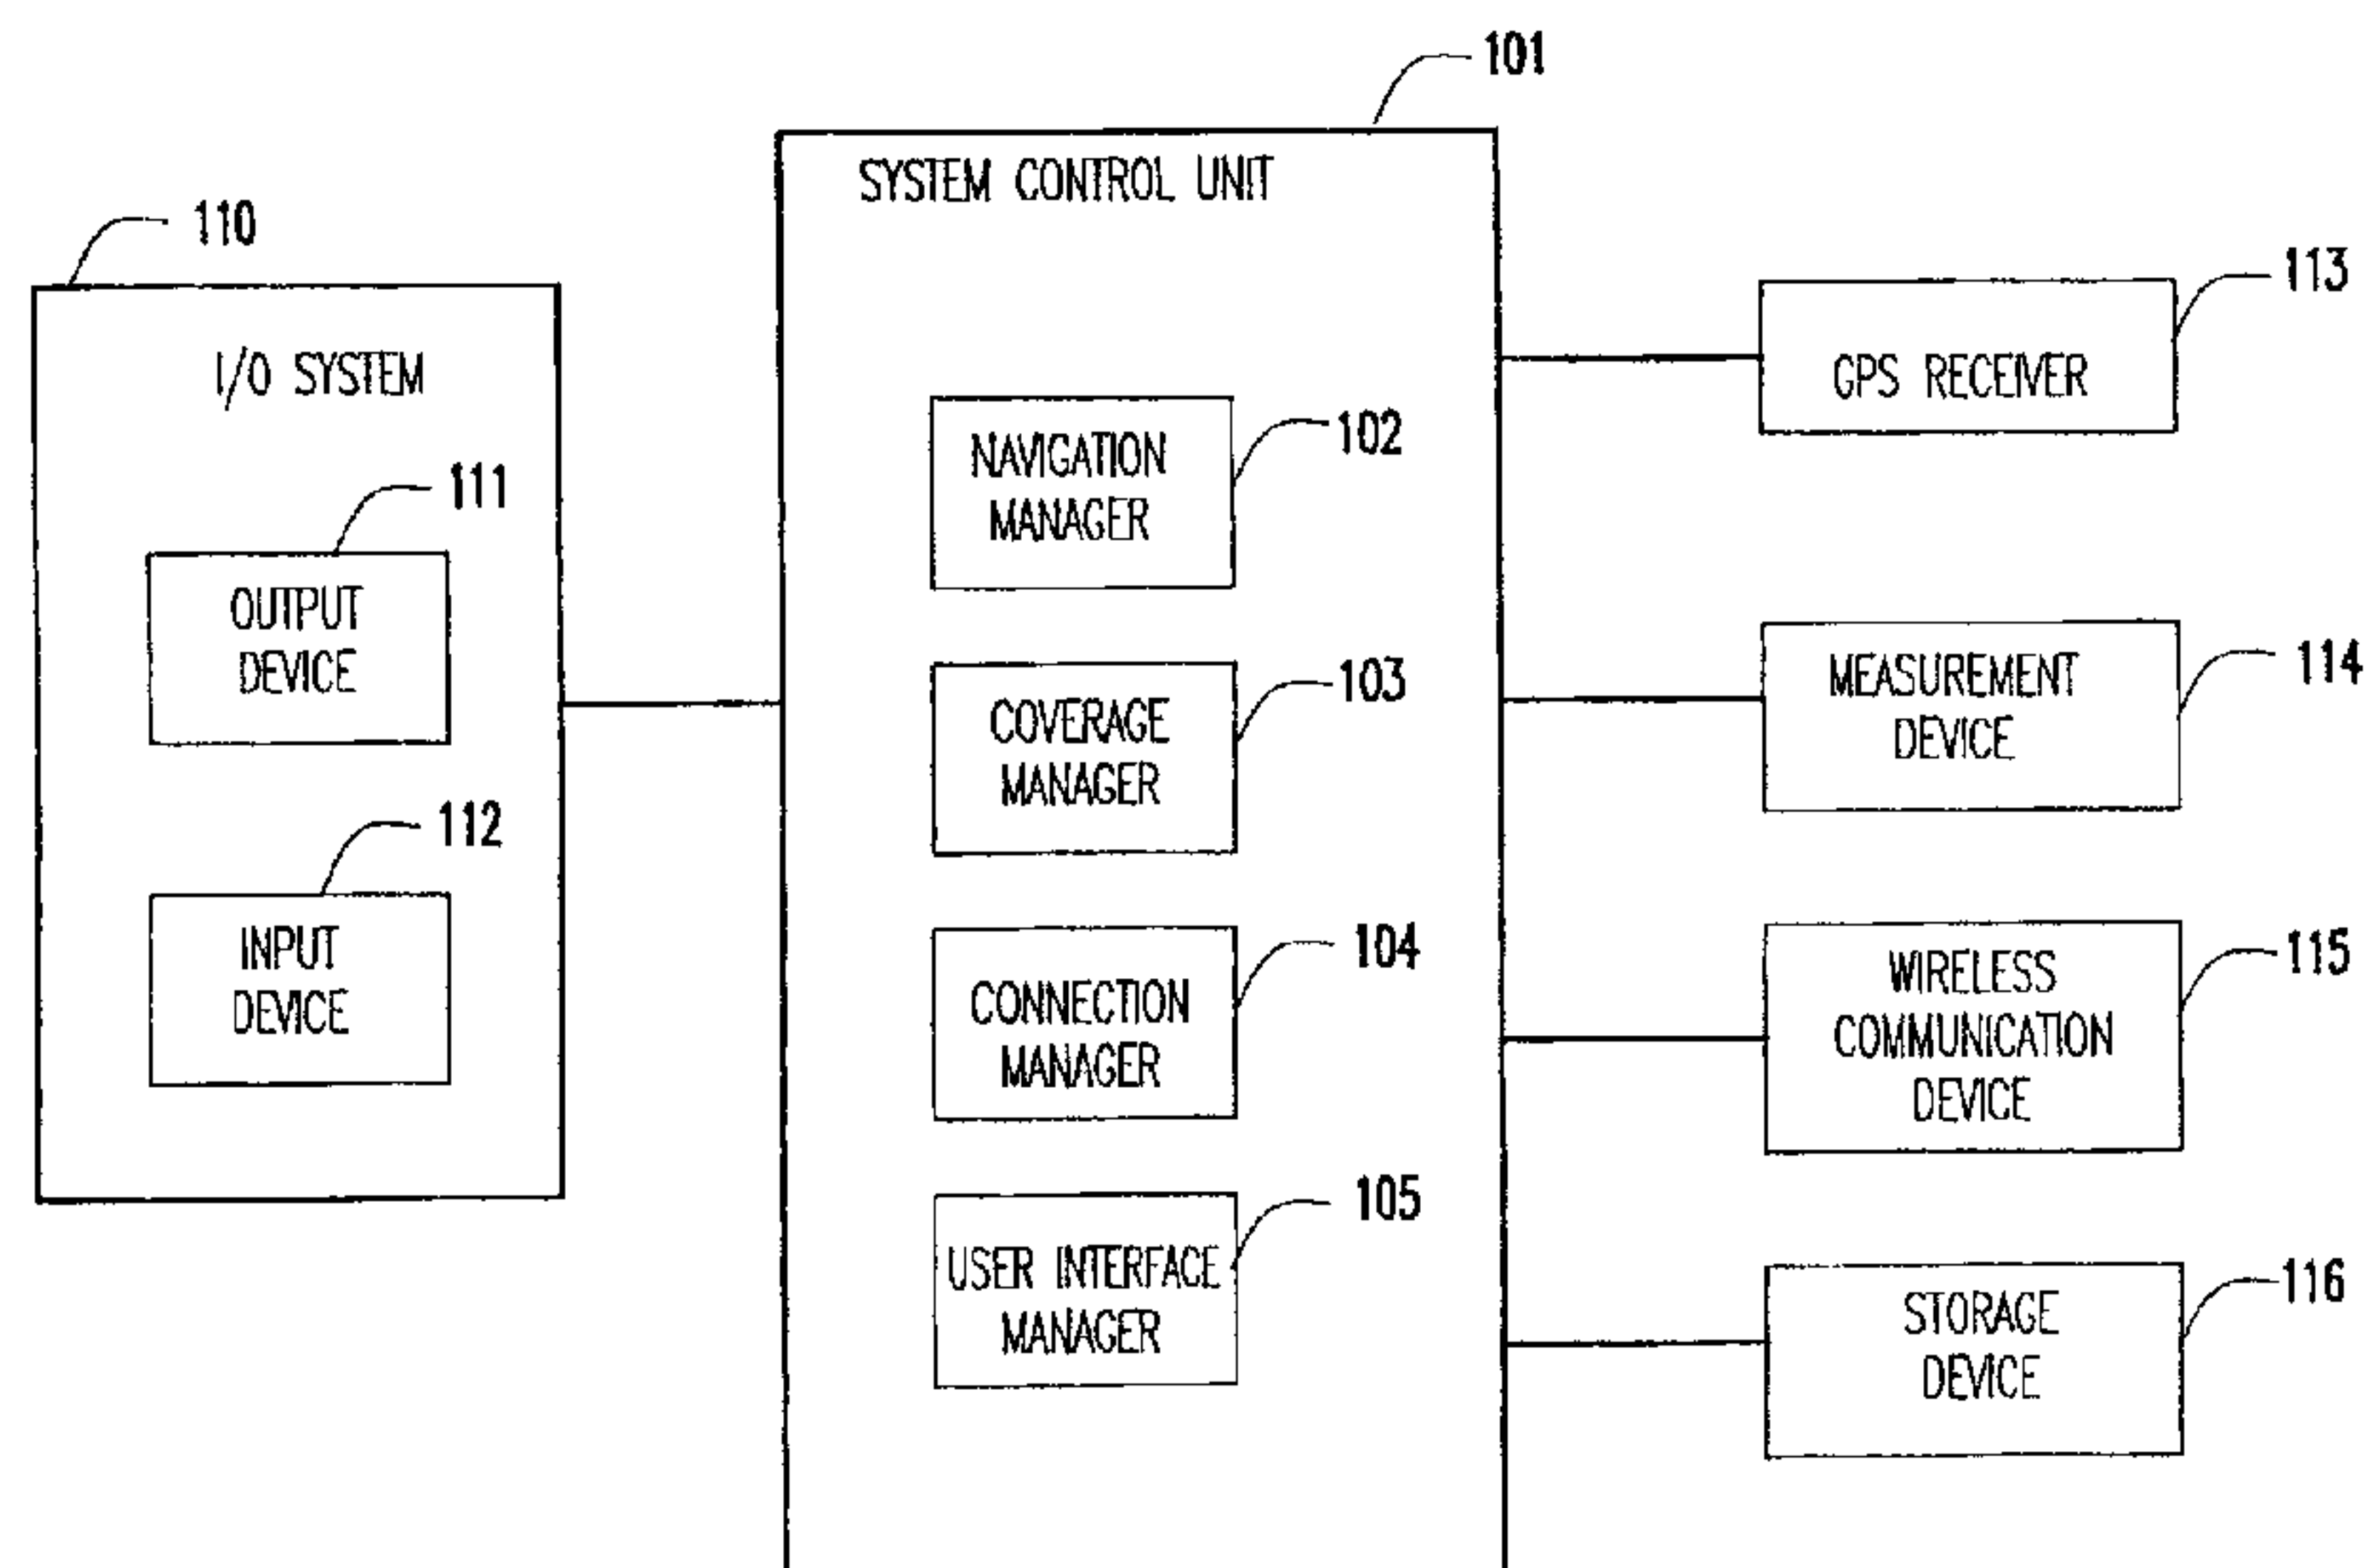 101
SYSTEM CONTROL UNIT
110
I/O SYSTEM
111
OUTPUT
DEVICE
112
INPUT
DEVICE
NAVIGATION
MANAGER
102
COVERAGE
MANAGER
103
CONNECTION
MANAGER
104
USER INTERFACE
MANAGER
105
GPS RECEIVER
113
MEASUREMENT
DEVICE
114
WIRELESS
COMMUNICATION
DEVICE
115
STORAGE
DEVICE
116